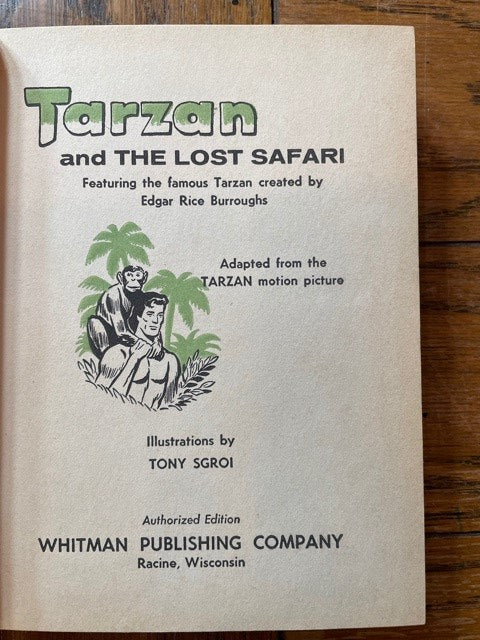 Tarzan
and THE LOST SAFARI
Featuring the famous Tarzan created by
Edgar Rice Burroughs
Adapted from the
TARZAN motion picture
Illustrations by
TONY SGROI
Authorized Edition
WHITMAN PUBLISHING COMPANY
Racine, Wisconsin